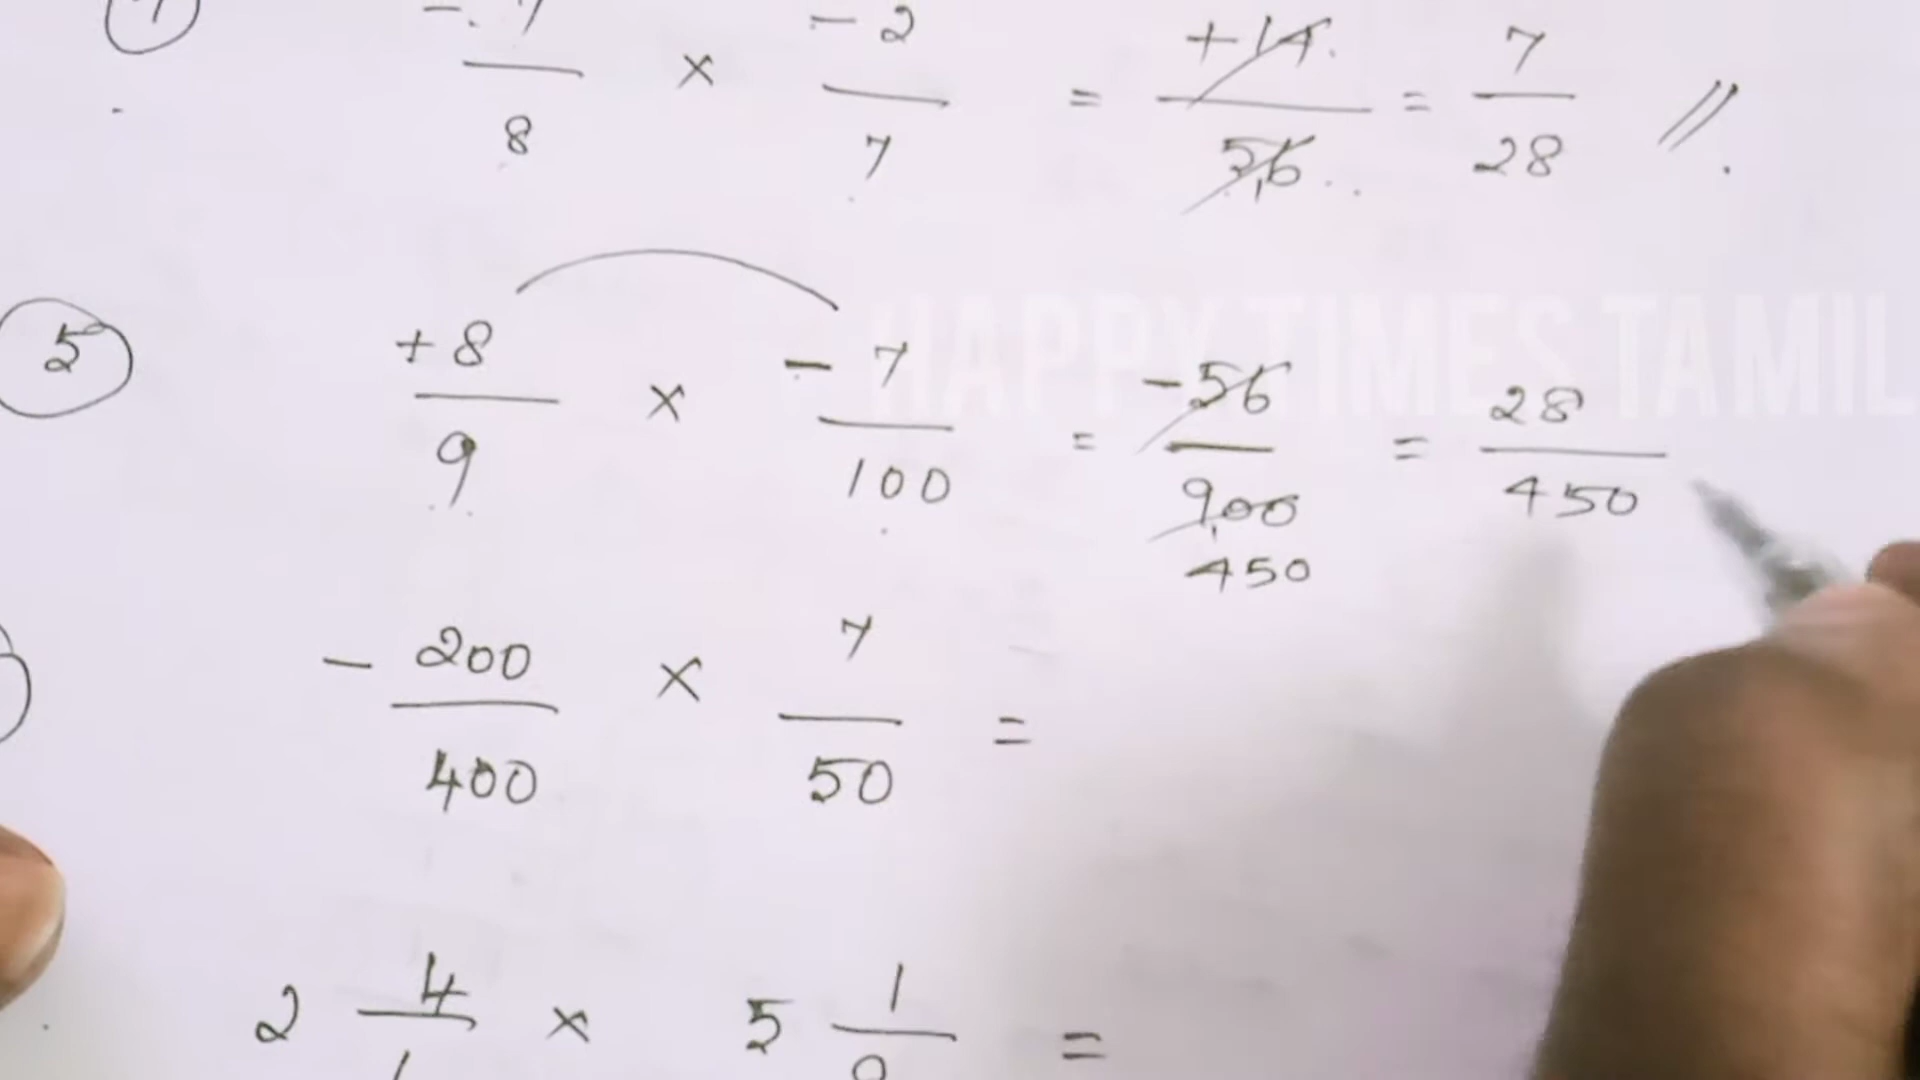 -7/8 × -2/7 = +14/56 = 7/28 //.
HAPPY TIMES TAMIL
5 +8/9 × -7/100 = -56/900 = 28/450
450
-200/400 × 7/50 =
2 4/ × 5 1/ =